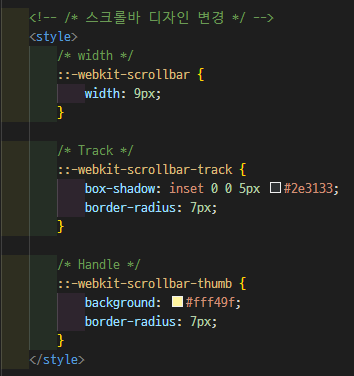 <!-- /* 스크롤바 디자인 변경 */ -->
<style>
/* width */
::-webkit-scrollbar {
width: 9px;
}
/* Track */
::-webkit-scrollbar-track {
box-shadow: inset 0 0 5px #2e3133;
border-radius: 7px;
}
/* Handle */
::-webkit-scrollbar-thumb {
background: #fff49f;
border-radius: 7px;
}
</style>